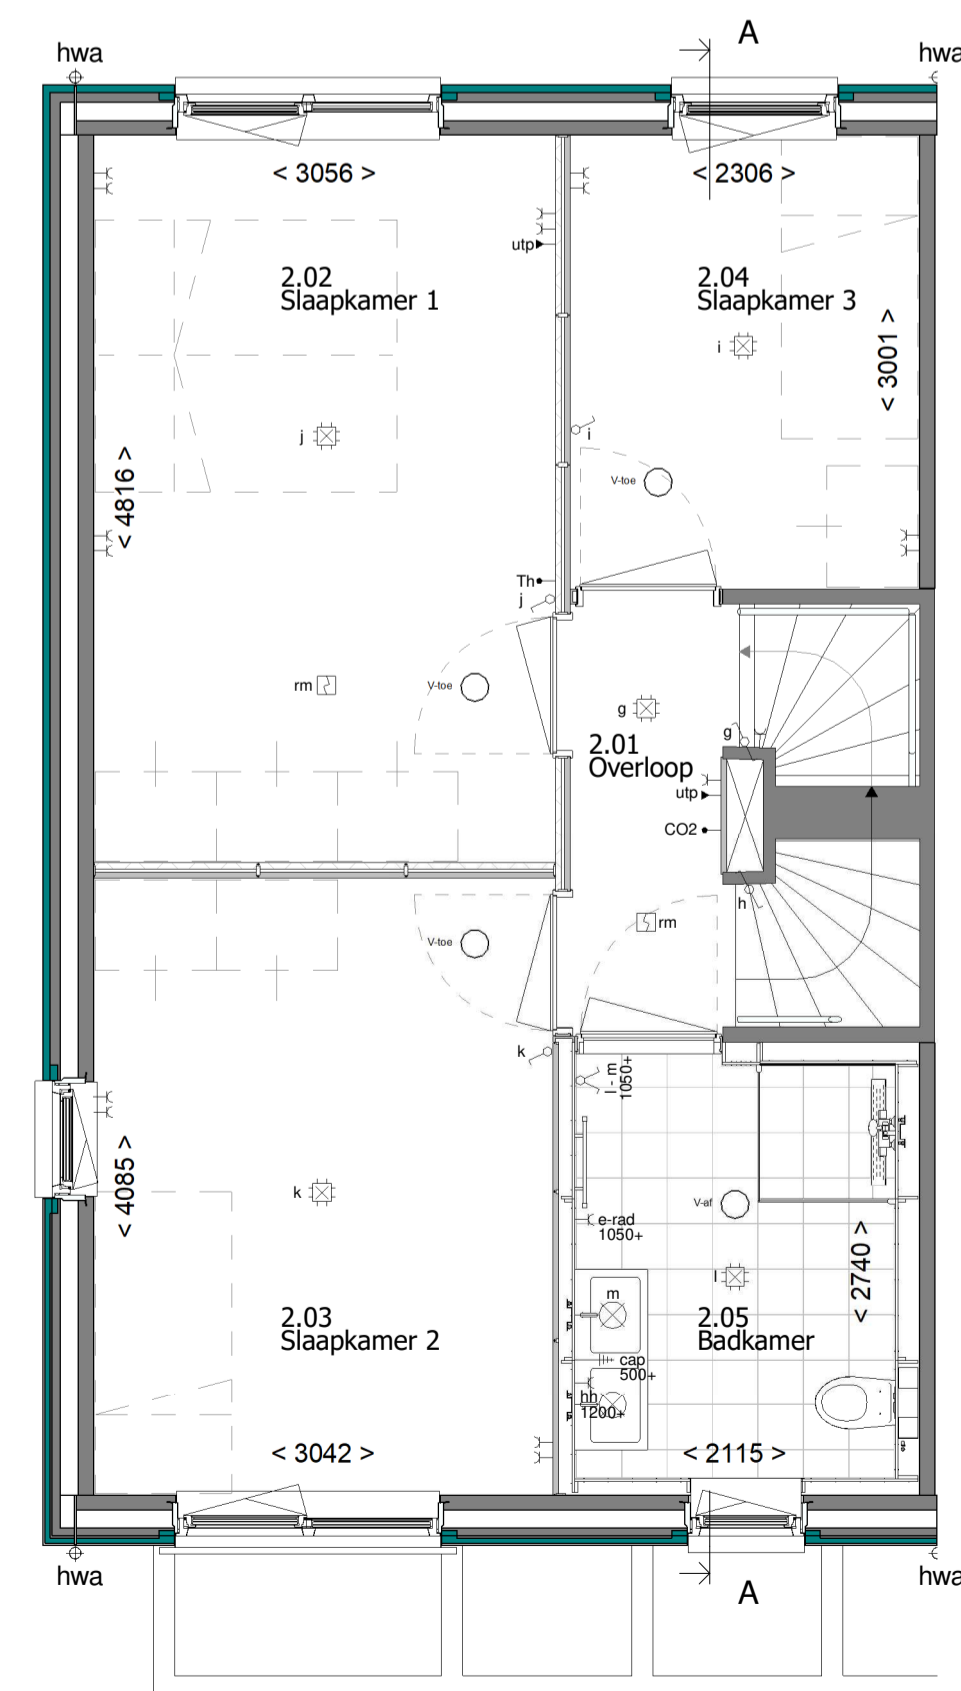 A
hwa
hwa
< 3056 >
< 2306 >
utp
2.02
Slaapkamer 1
2.04
Slaapkamer 3
< 3001 >
i
j
i
< 4816 >
V-toe
Th
j
rm
V-toe
g
2.01
Overloop
g
utp
CO2
h
rm
V-toe
k
l - m
1050+
< 4085 >
k
V-af
e-rad
1050+
< 2740 >
l
m
2.03
Slaapkamer 2
2.05
Badkamer
cap
500+
hh
1200+
< 3042 >
< 2115 >
hwa
A
hwa